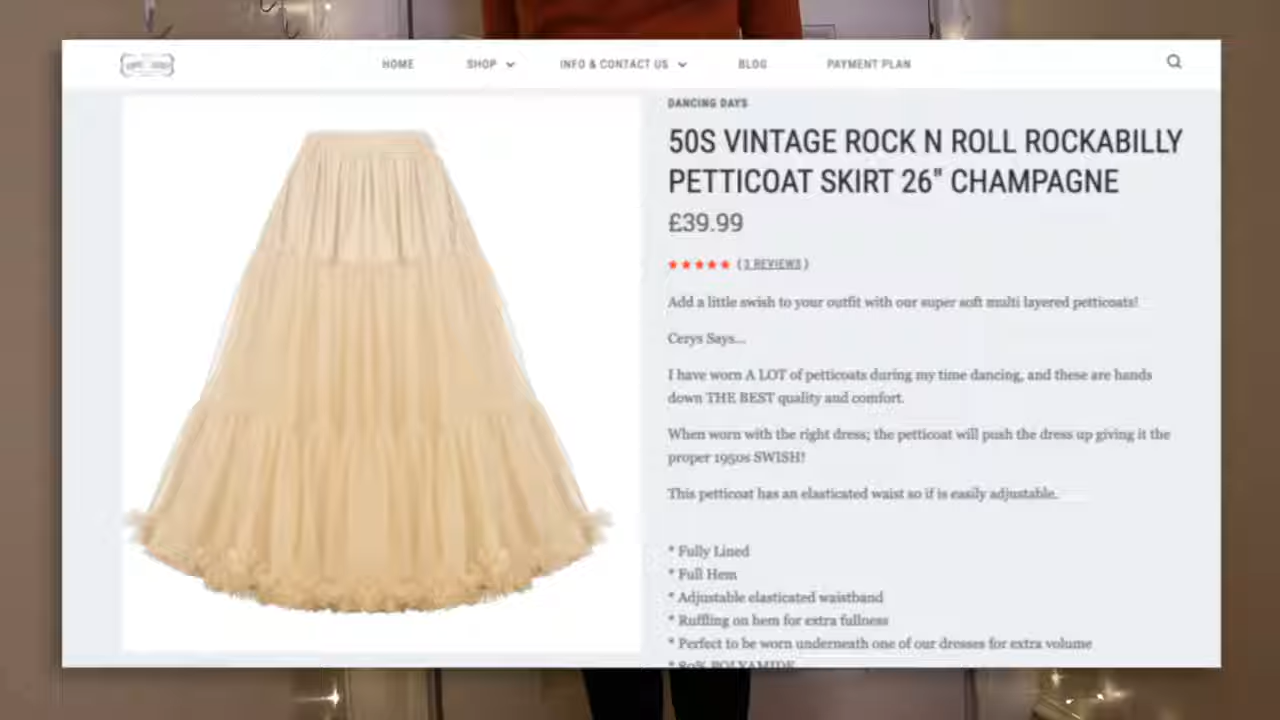 HOME SHOP INFO & CONTACT US BLOG PAYMENT PLAN
DANCING DAYS
50S VINTAGE ROCK N ROLL ROCKABILLY
PETTICOAT SKIRT 26" CHAMPAGNE
£39.99
(3 REVIEWS)
Add a little swish to your outfit with our super soft multi layered petticoats!
Cerys Says...
I have worn A LOT of petticoats during my time dancing, and these are hands
down THE BEST quality and comfort.
When worn with the right dress; the petticoat will push the dress up giving it the
proper 1950s SWISH!
This petticoat has an elasticated waist so if is easily adjustable.
* Fully Lined
* Full Hem
* Adjustable elasticated waistband
* Ruffling on hem for extra fullness
* Perfect to be worn underneath one of our dresses for extra volume
* 80% POLYAMIDE